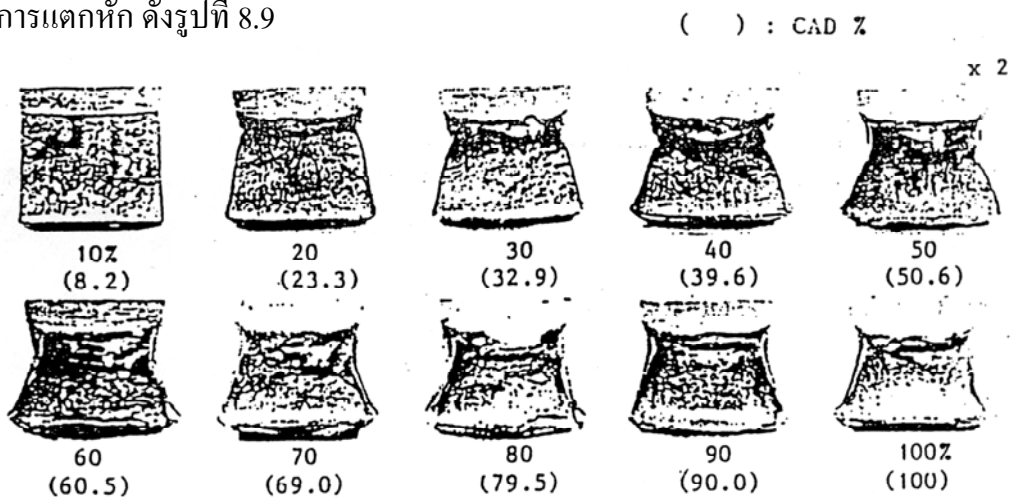 การแตกหัก ดังรูปที่ 8.9
( ) : CAD %
x 2
10% 20 30 40 50
(8.2) (23.3) (32.9) (39.6) (50.6)
60 70 80 90 100%
(60.5) (69.0) (79.5) (90.0) (100)